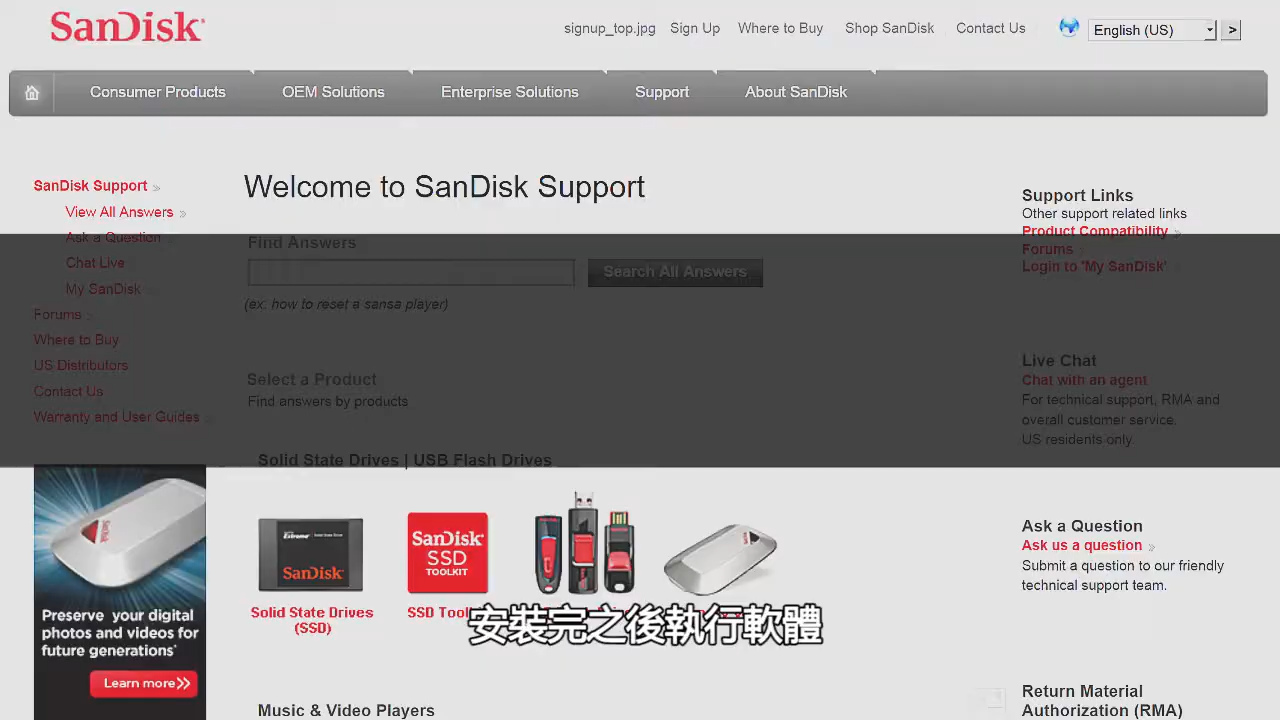 SanDisk
signup_top.jpg Sign Up Where to Buy Shop SanDisk Contact Us English (US) >
Consumer Products OEM Solutions Enterprise Solutions Support About SanDisk
SanDisk Support
View All Answers
Ask a Question
Chat Live
My SanDisk
Forums
Where to Buy
US Distributors
Contact Us
Warranty and User Guides
Preserve your digital
photos and videos for
future generations*
Learn more
Welcome to SanDisk Support
Find Answers
Search All Answers
(ex: how to reset a sansa player)
Select a Product
Find answers by products
Solid State Drives | USB Flash Drives
Extreme
SanDisk
SanDisk
SSD
TOOLKIT
Solid State Drives
(SSD)
SSD Tool
安裝完之後執行軟體
Music & Video Players
Support Links
Other support related links
Product Compatibility
Forums
Login to 'My SanDisk'
Live Chat
Chat with an agent
For technical support, RMA and
overall customer service.
US residents only.
Ask a Question
Ask us a question
Submit a question to our friendly
technical support team.
Return Material
Authorization (RMA)